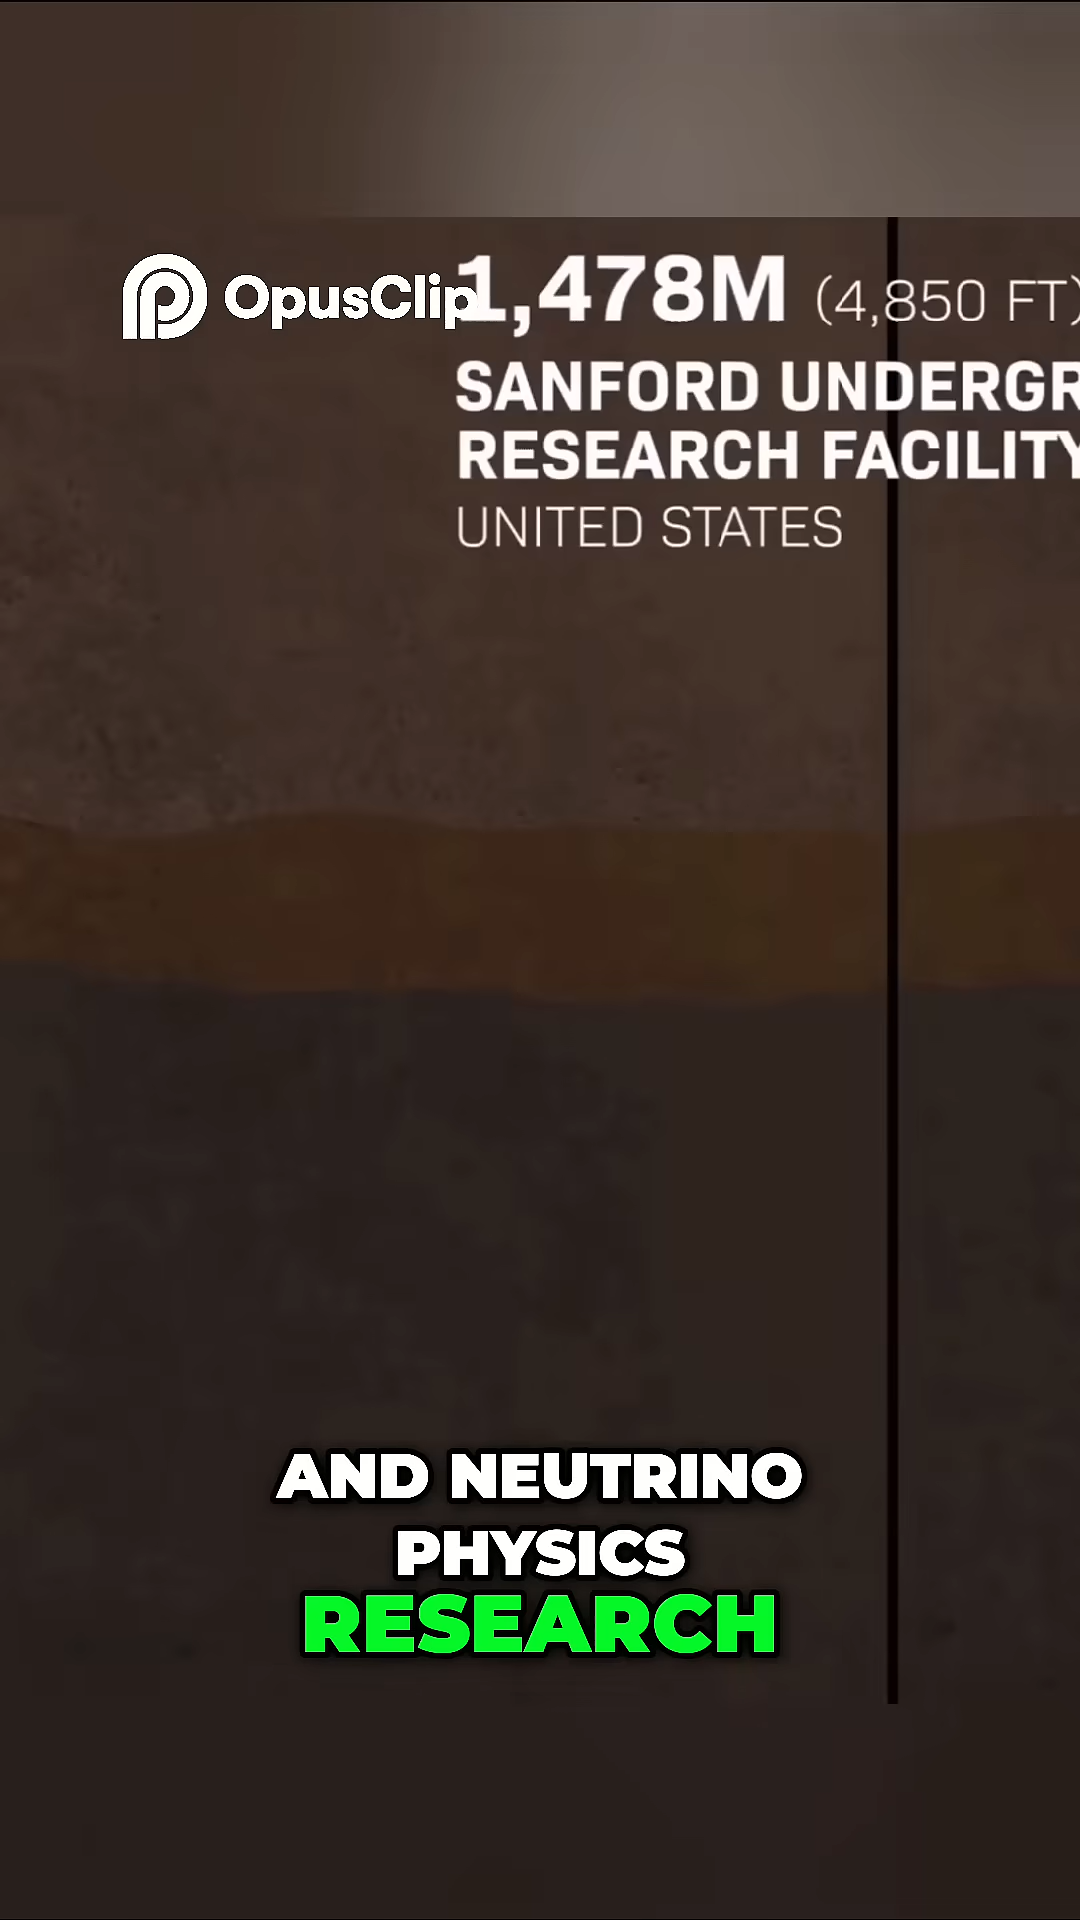 OpusClip
1,478M (4,850 FT)
SANFORD UNDERGR
RESEARCH FACILITY
UNITED STATES
AND NEUTRINO
PHYSICS
RESEARCH